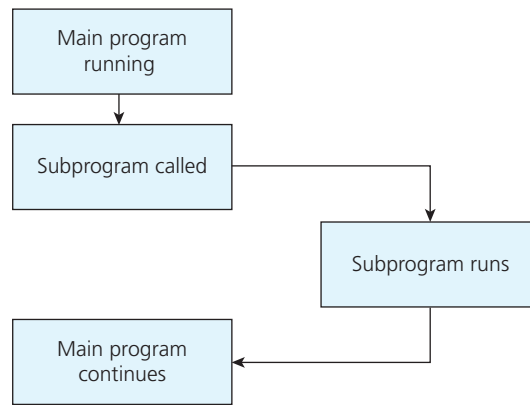 Main program
running
Subprogram called
Subprogram runs
Main program
continues